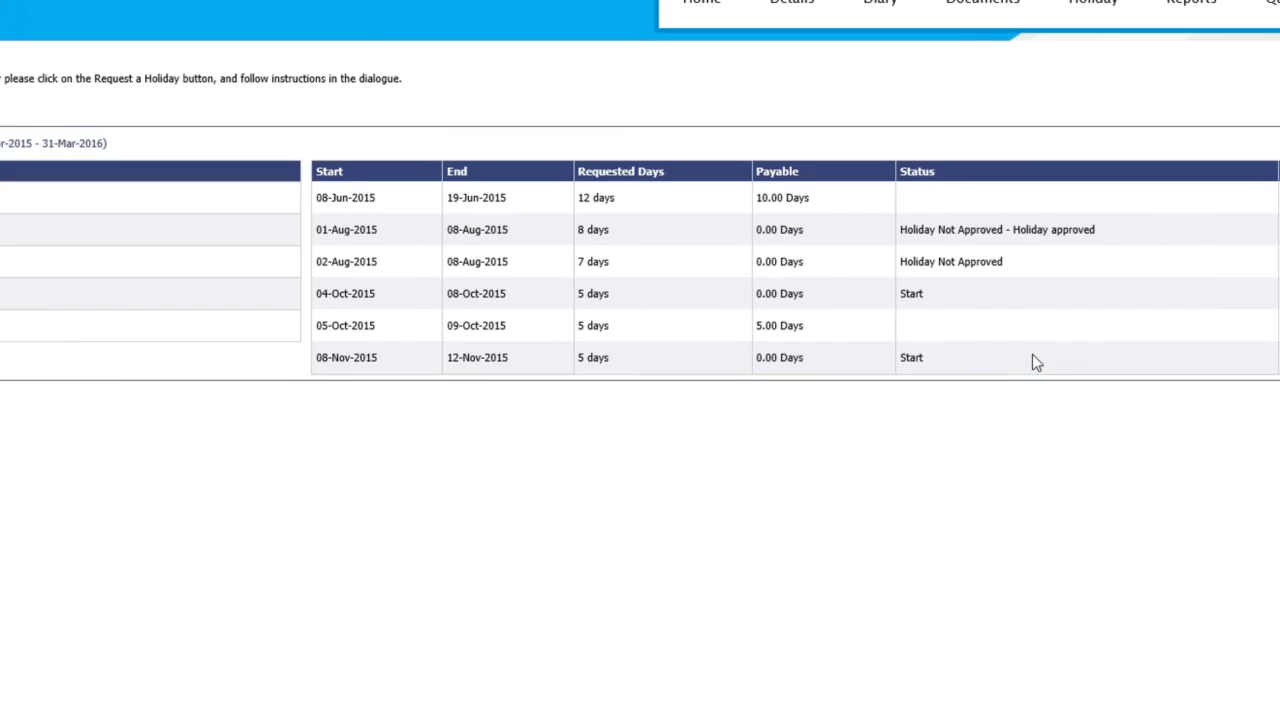 Home Details Diary Documents Holiday Reports
please click on the Request a Holiday button, and follow instructions in the dialogue.
-2015 - 31-Mar-2016)
Start End Requested Days Payable Status
08-Jun-2015 19-Jun-2015 12 days 10.00 Days
01-Aug-2015 08-Aug-2015 8 days 0.00 Days Holiday Not Approved - Holiday approved
02-Aug-2015 08-Aug-2015 7 days 0.00 Days Holiday Not Approved
04-Oct-2015 08-Oct-2015 5 days 0.00 Days Start
05-Oct-2015 09-Oct-2015 5 days 5.00 Days
08-Nov-2015 12-Nov-2015 5 days 0.00 Days Start